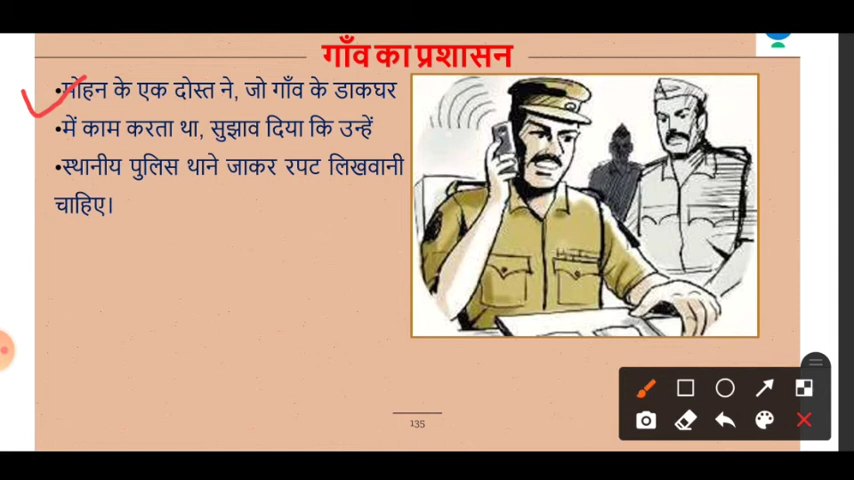 गाँव का प्रशासन
•मोहन के एक दोस्त ने, जो गाँव के डाकघर
•में काम करता था, सुझाव दिया कि उन्हें
•स्थानीय पुलिस थाने जाकर रपट लिखवानी
चाहिए।
135